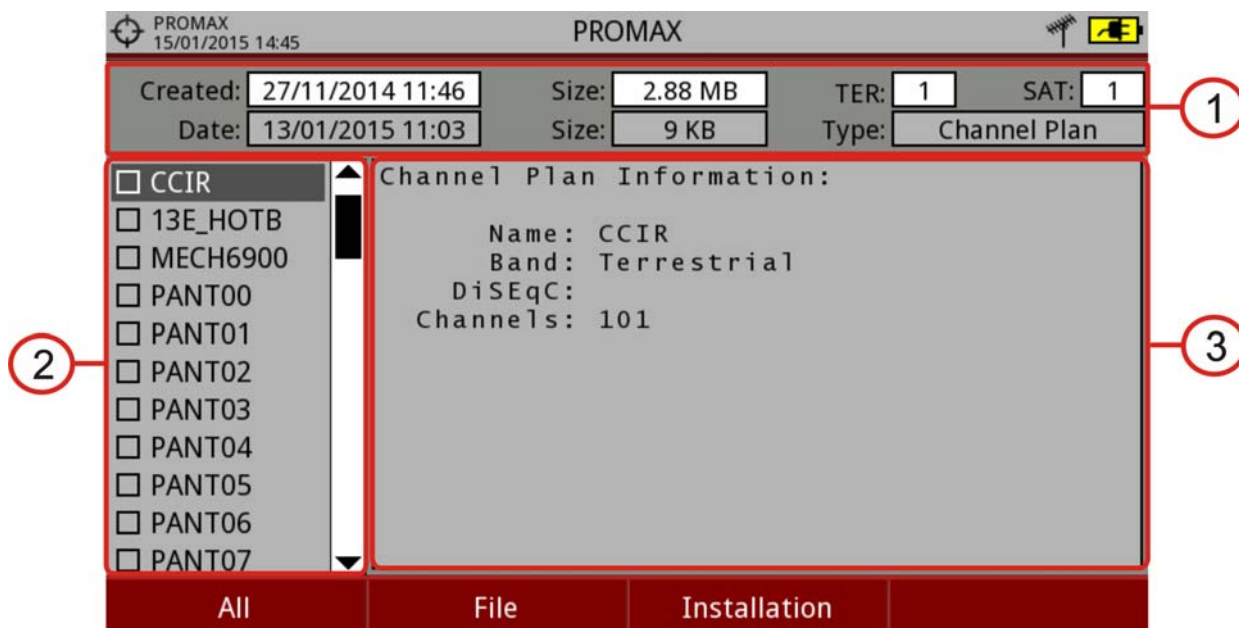 PROMAX
15/01/2015 14:45
PROMAX
Created: 27/11/2014 11:46 Size: 2.88 MB TER: 1 SAT: 1
Date: 13/01/2015 11:03 Size: 9 KB Type: Channel Plan
1
CCIR
13E_HOTB
MECH6900
PANT00
PANT01
PANT02
PANT03
PANT04
PANT05
PANT06
PANT07
2
Channel Plan Information:
Name: CCIR
Band: Terrestrial
DiSEqC:
Channels: 101
3
All File Installation